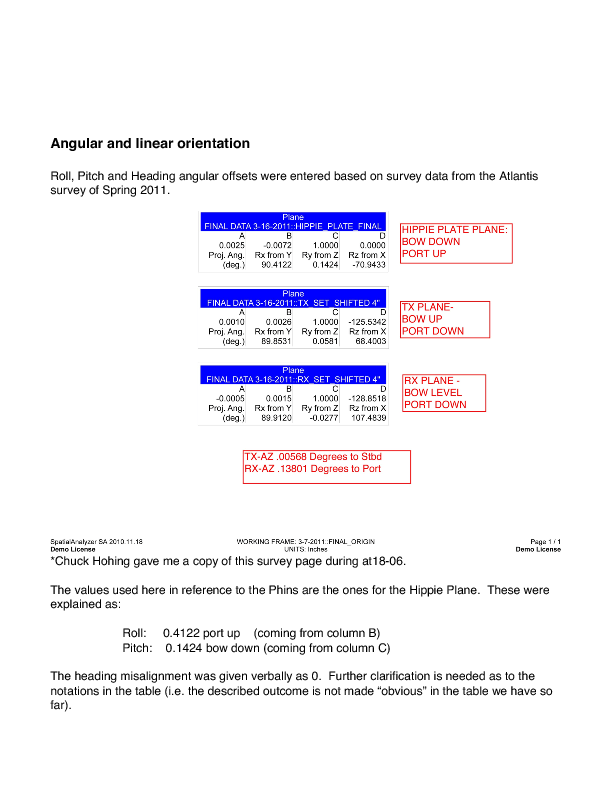 Angular and linear orientation
Roll, Pitch and Heading angular offsets were entered based on survey data from the Atlantis
survey of Spring 2011.
Plane
FINAL DATA 3-16-2011::HIPPIE_PLATE_FINAL
A B C D
0.0025 -0.0072 1.0000 0.0000
Proj. Ang. Rx from Y Ry from Z Rz from X
(deg.) 90.4122 0.1424 -70.9433
HIPPIE PLATE PLANE:
BOW DOWN
PORT UP
Plane
FINAL DATA 3-16-2011::TX_SET_SHIFTED 4"
A B C D
0.0010 0.0026 1.0000 -125.5342
Proj. Ang. Rx from Y Ry from Z Rz from X
(deg.) 89.8531 0.0581 68.4003
TX PLANE-
BOW UP
PORT DOWN
Plane
FINAL DATA 3-16-2011::RX_SET_SHIFTED 4"
A B C D
-0.0005 0.0015 1.0000 -128.8518
Proj. Ang. Rx from Y Ry from Z Rz from X
(deg.) 89.9120 -0.0277 107.4839
RX PLANE -
BOW LEVEL
PORT DOWN
TX-AZ .00568 Degrees to Stbd
RX-AZ .13801 Degrees to Port
SpatialAnalyzer SA 2010.11.18 WORKING FRAME: 3-7-2011::FINAL_ORIGIN Page 1 / 1
Demo License UNITS: Inches Demo License
*Chuck Hohing gave me a copy of this survey page during at18-06.
The values used here in reference to the Phins are the ones for the Hippie Plane. These were
explained as:
Roll: 0.4122 port up (coming from column B)
Pitch: 0.1424 bow down (coming from column C)
The heading misalignment was given verbally as 0. Further clarification is needed as to the
notations in the table (i.e. the described outcome is not made “obvious” in the table we have so
far).